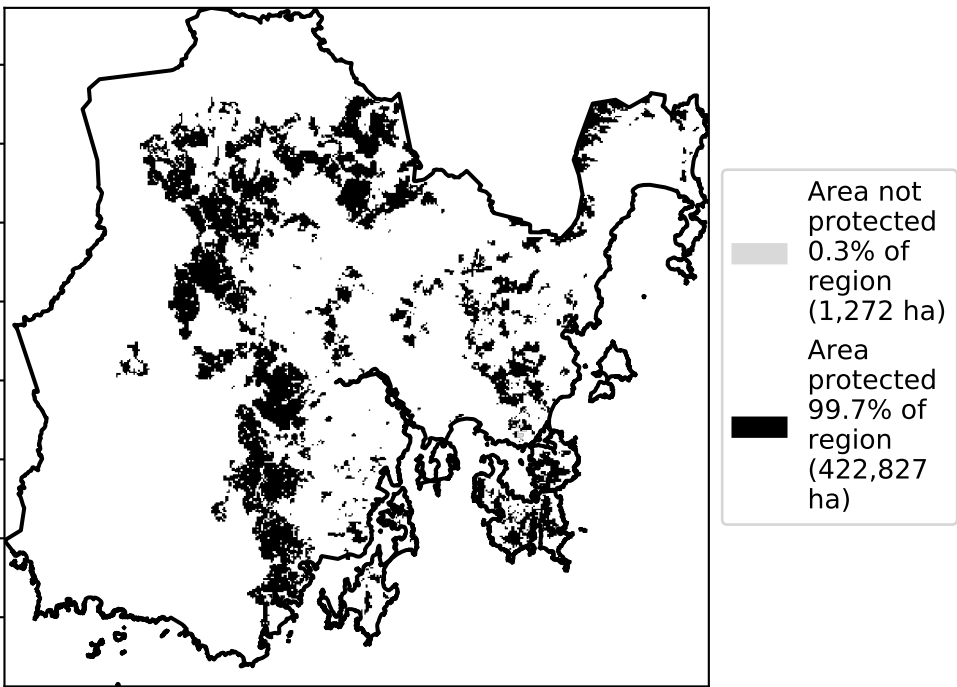 Area not
protected
0.3% of
region
(1,272 ha)
Area
protected
99.7% of
region
(422,827
ha)